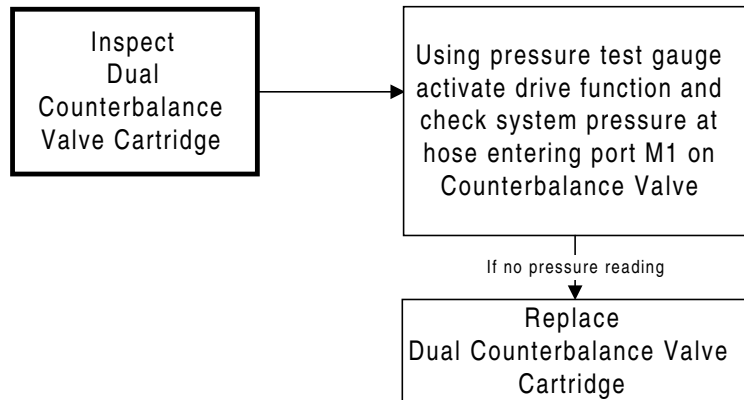 Inspect
Dual
Counterbalance
Valve Cartridge
Using pressure test gauge
activate drive function and
check system pressure at
hose entering port M1 on
Counterbalance Valve
If no pressure reading
Replace
Dual Counterbalance Valve
Cartridge